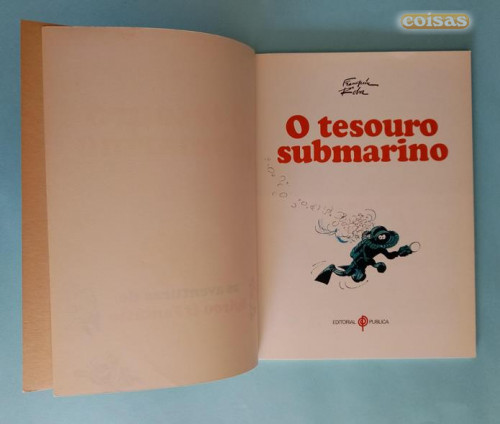 coisas
O tesouro
submarino
EDITORIAL PUBLICA